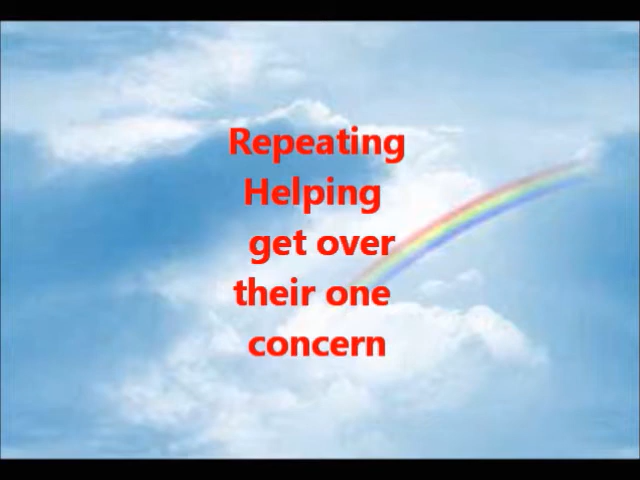 Repeating
Helping
get over
their one
concern